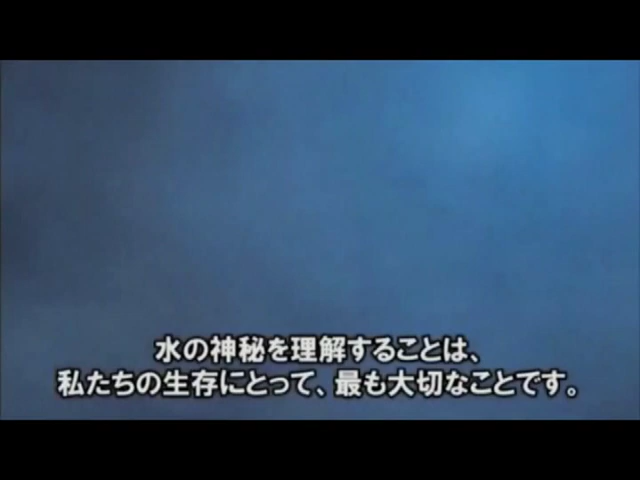 水の神秘を理解することは、
私たちの生存にとって、最も大切なことです。